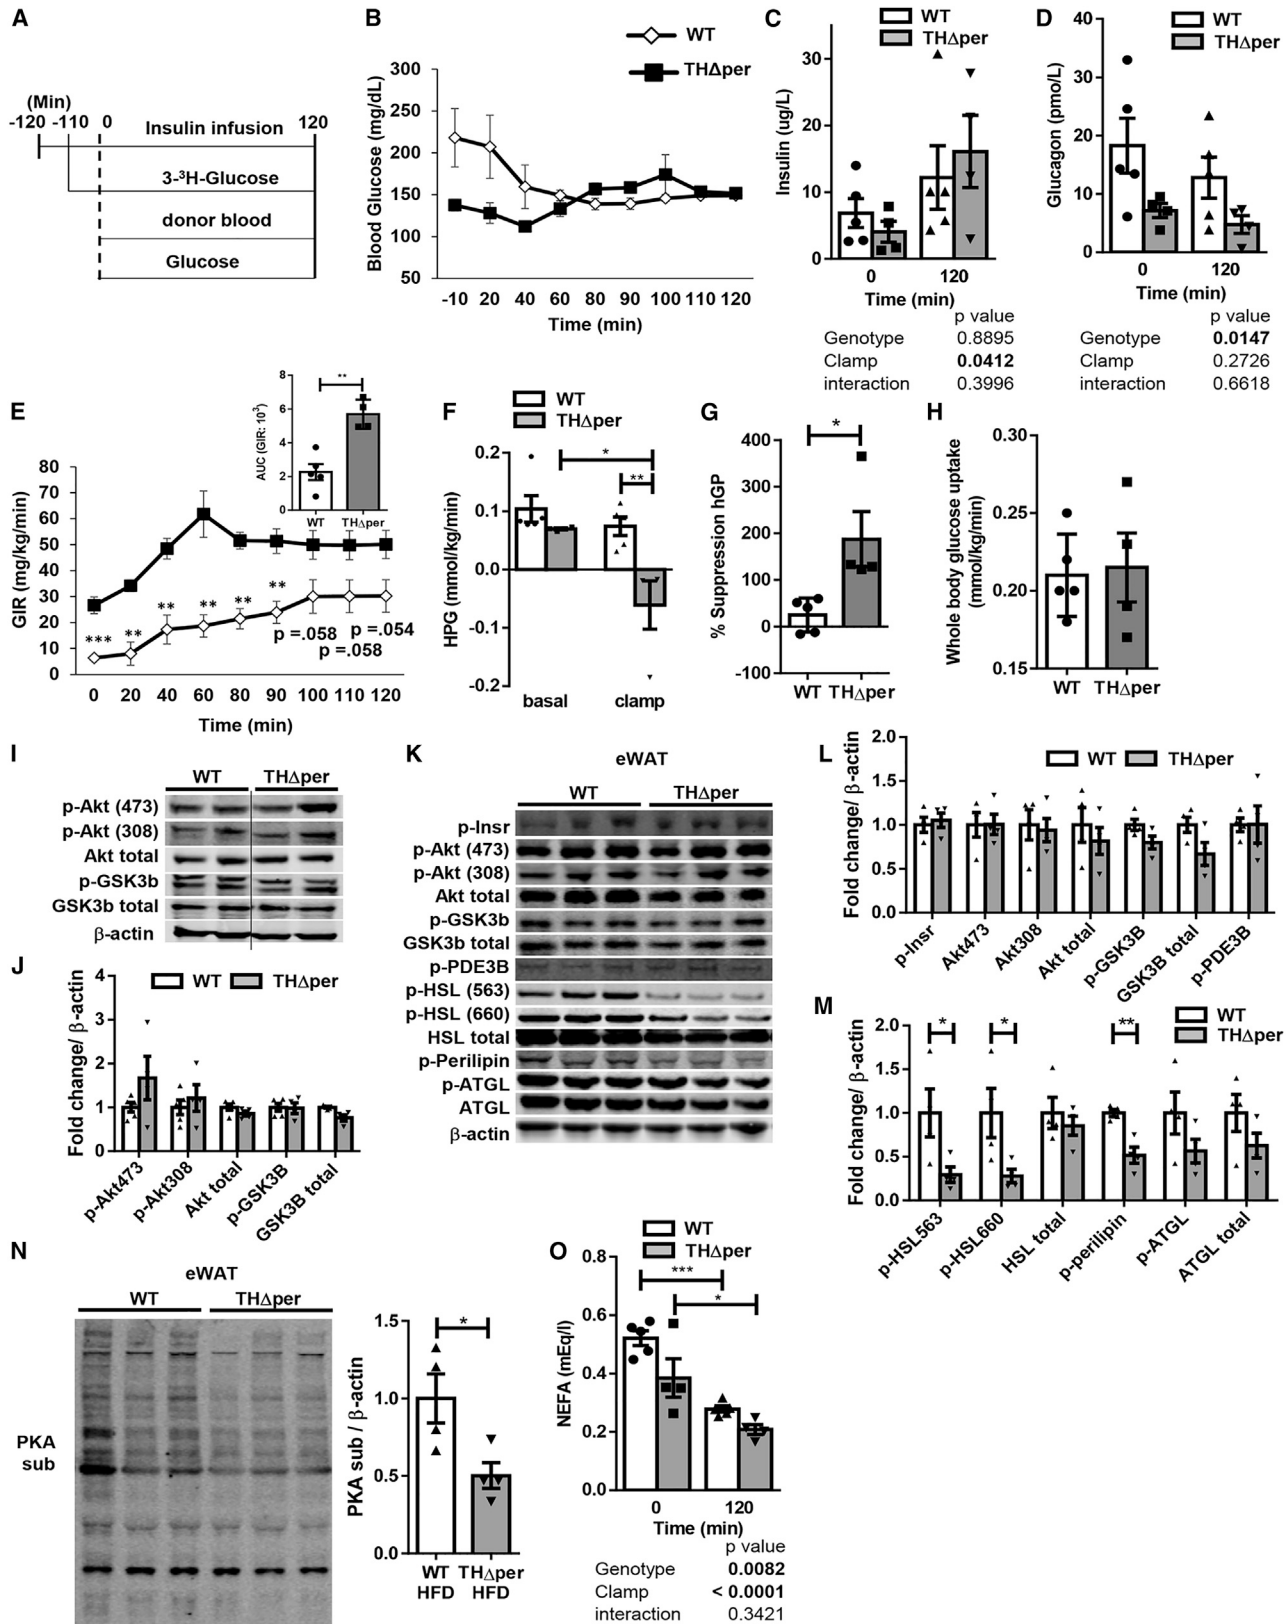 A
(Min)
-120 -110 0 120
Insulin infusion
3-³H-Glucose
donor blood
Glucose
B
WT
THΔper
Blood Glucose (mg/dL)
300
250
200
150
100
50
-10 20 40 60 80 90 100 110 120
Time (min)
C
WT
THΔper
Insulin (ug/L)
30
20
10
0
0 120
Time (min)
p value
Genotype 0.8895
Clamp 0.0412
interaction 0.3996
D
WT
THΔper
Glucagon (pmo/L)
40
30
20
10
0
0 120
Time (min)
p value
Genotype 0.0147
Clamp 0.2726
interaction 0.6618
E
AUC (GIR: 10³)
8
6
4
2
0
**
WT THΔper
GIR (mg/kg/min)
80
70
60
50
40
30
20
10
0
*** ** ** ** ** **
p =.058 p =.054
p =.058
0 20 40 60 80 90 100 110 120
Time (min)
F
WT
THΔper
HPG (mmol/kg/min)
0.2
0.1
0.0
-0.1
-0.2
*
**
basal clamp
G
% Suppression hGP
400
300
200
100
0
-100
*
WT THΔper
H
Whole body glucose uptake
(mmol/kg/min)
0.30
0.25
0.20
0.15
WT THΔper
I
WT THΔper
p-Akt (473)
p-Akt (308)
Akt total
p-GSK3b
GSK3b total
β-actin
J
WT THΔper
Fold change/ β-actin
4
3
2
1
0
p-Akt473
p-Akt308
Akt total
p-GSK3B
GSK3B total
K
eWAT
WT THΔper
p-Insr
p-Akt (473)
p-Akt (308)
Akt total
p-GSK3b
GSK3b total
p-PDE3B
p-HSL (563)
p-HSL (660)
HSL total
p-Perilipin
p-ATGL
ATGL
β-actin
L
WT THΔper
Fold change/ β-actin
2.0
1.5
1.0
0.5
0.0
p-Insr
Akt473
Akt308
Akt total
p-GSK3B
GSK3B total
p-PDE3B
M
WT
THΔper
Fold change/ β-actin
2.0
1.5
1.0
0.5
0.0
* * **
p-HSL563
p-HSL660
HSL total
p-perilipin
p-ATGL
ATGL total
N
eWAT
WT THΔper
PKA
sub
PKA sub / β-actin
1.5
1.0
0.5
0.0
*
WT THΔper
HFD HFD
O
WT
THΔper
NEFA (mEq/l)
0.8
0.6
0.4
0.2
0.0
***
*
0 120
Time (min)
p value
Genotype 0.0082
Clamp < 0.0001
interaction 0.3421